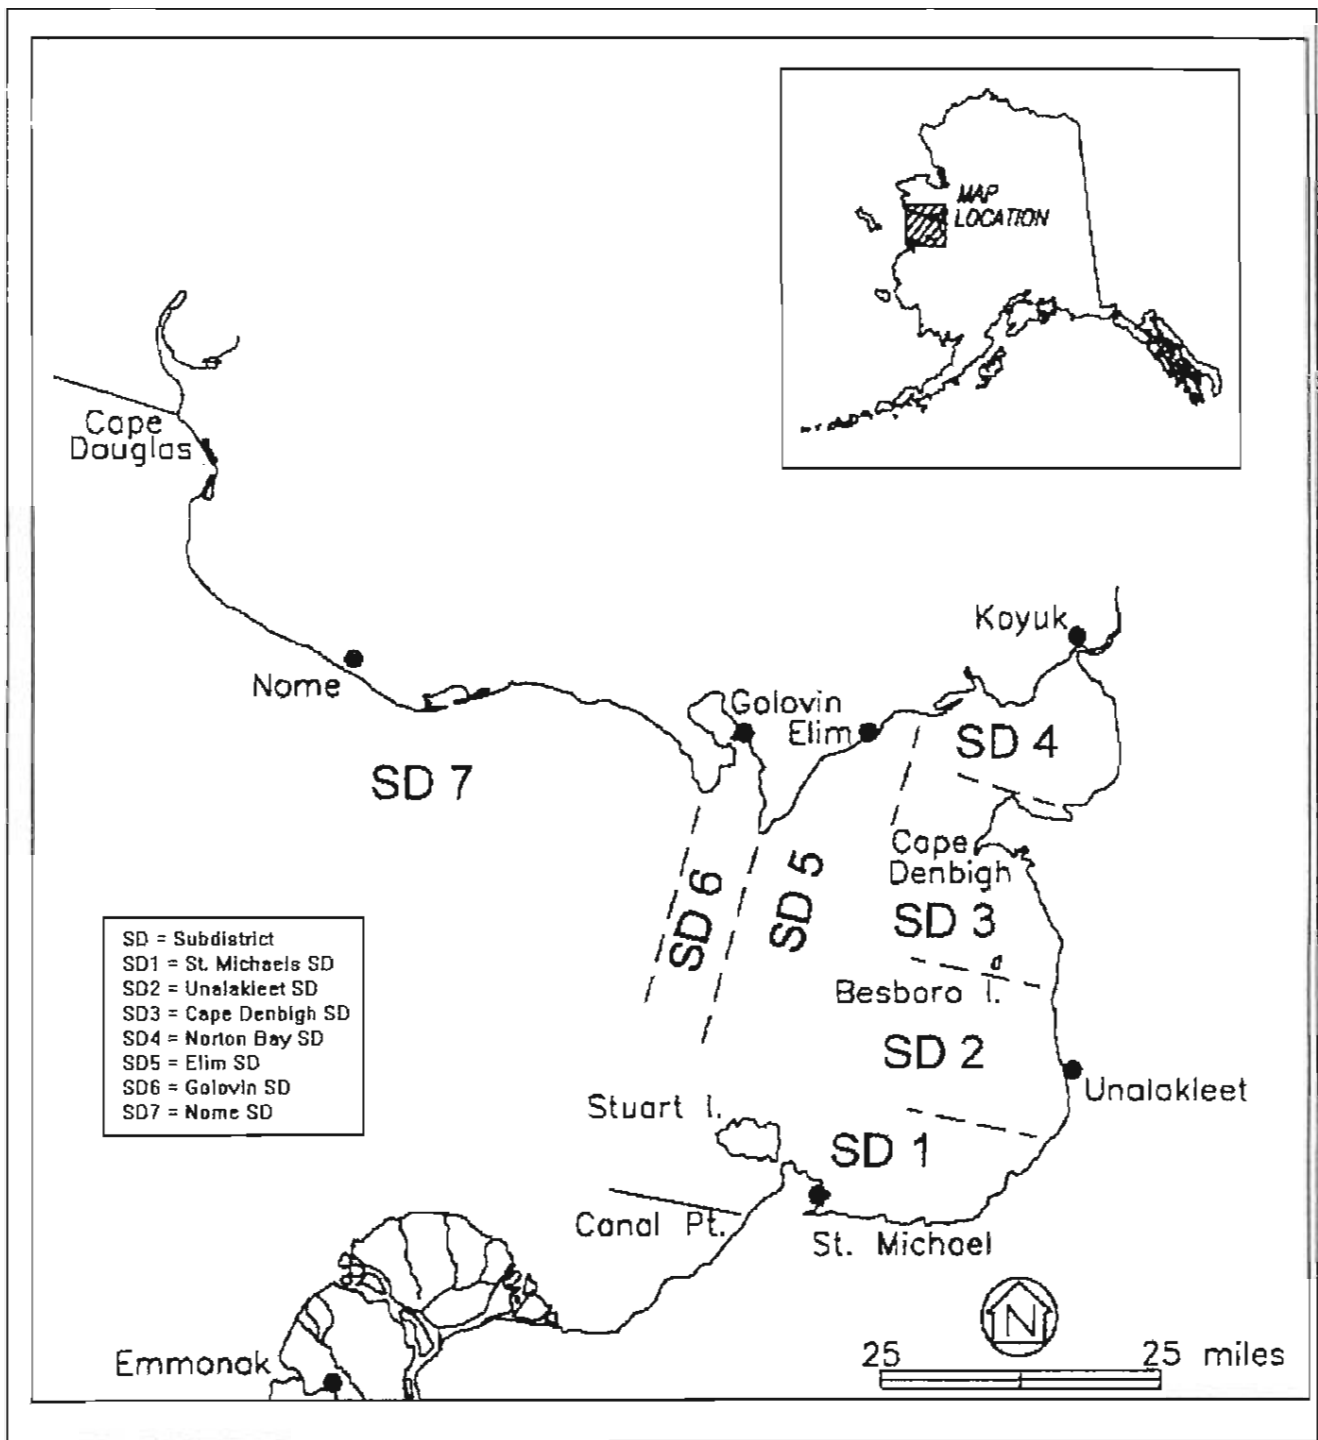 MAP
LOCATION
Cape
Douglas
Koyuk
Nome
Golovin
Elim
SD 4
SD 7
Cape
Denbigh
SD 6
SD 5
SD 3
SD = Subdistrict
SD1 = St. Michaels SD
SD2 = Unalakleet SD
SD3 = Cape Denbigh SD
SD4 = Norton Bay SD
SD5 = Elim SD
SD6 = Golovin SD
SD7 = Nome SD
Besboro I.
SD 2
Unalakleet
Stuart I.
SD 1
Canal Pt.
St. Michael
N
Emmonak
25 25 miles